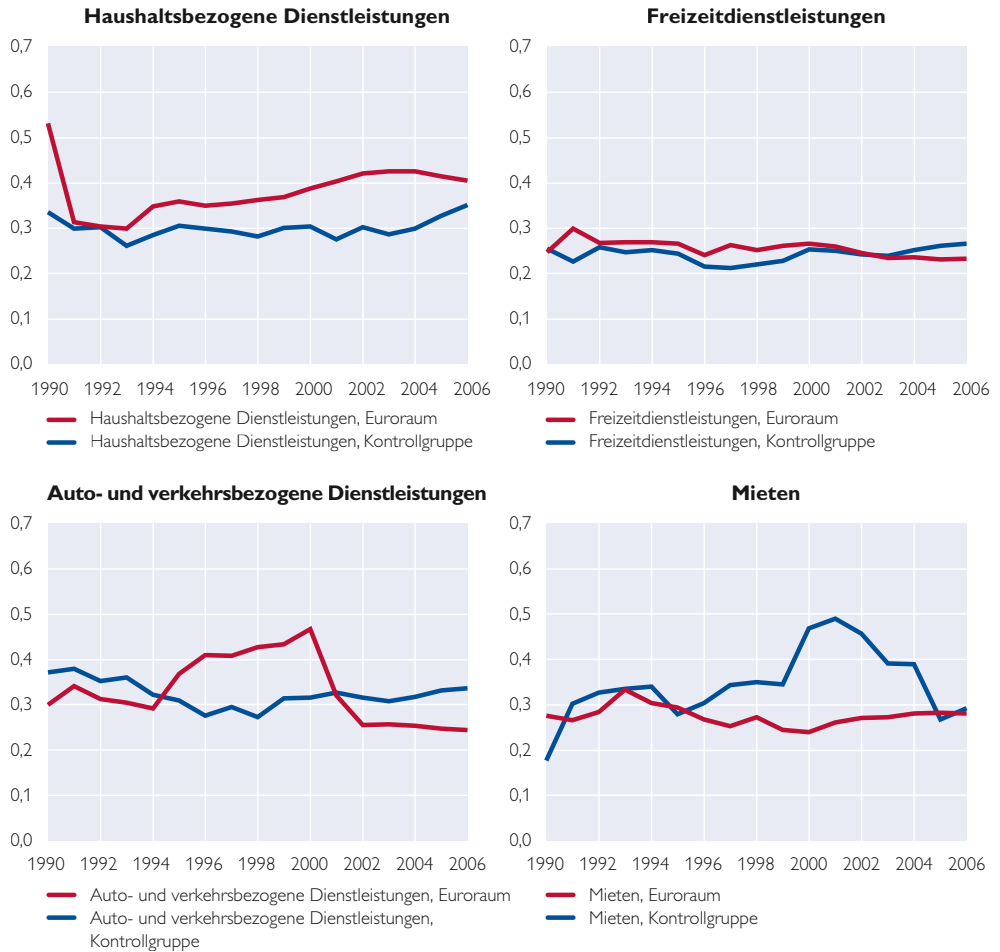 Haushaltsbezogene Dienstleistungen
0,7
0,6
0,5
0,4
0,3
0,2
0,1
0,0
1990 1992 1994 1996 1998 2000 2002 2004 2006
Haushaltsbezogene Dienstleistungen, Euroraum
Haushaltsbezogene Dienstleistungen, Kontrollgruppe
Freizeitdienstleistungen
0,7
0,6
0,5
0,4
0,3
0,2
0,1
0,0
1990 1992 1994 1996 1998 2000 2002 2004 2006
Freizeitdienstleistungen, Euroraum
Freizeitdienstleistungen, Kontrollgruppe
Auto- und verkehrsbezogene Dienstleistungen
0,7
0,6
0,5
0,4
0,3
0,2
0,1
0,0
1990 1992 1994 1996 1998 2000 2002 2004 2006
Auto- und verkehrsbezogene Dienstleistungen, Euroraum
Auto- und verkehrsbezogene Dienstleistungen,
Kontrollgruppe
Mieten
0,7
0,6
0,5
0,4
0,3
0,2
0,1
0,0
1990 1992 1994 1996 1998 2000 2002 2004 2006
Mieten, Euroraum
Mieten, Kontrollgruppe